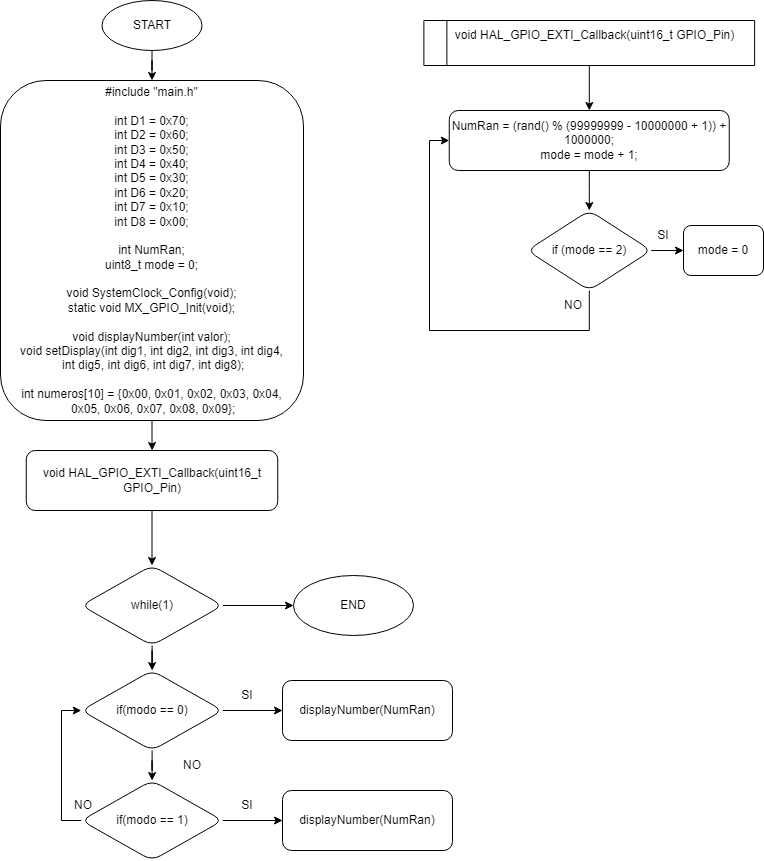 START
#include "main.h"
int D1 = 0x70;
int D2 = 0x60;
int D3 = 0x50;
int D4 = 0x40;
int D5 = 0x30;
int D6 = 0x20;
int D7 = 0x10;
int D8 = 0x00;
int NumRan;
uint8_t mode = 0;
void SystemClock_Config(void);
static void MX_GPIO_Init(void);
void displayNumber(int valor);
void setDisplay(int dig1, int dig2, int dig3, int dig4,
int dig5, int dig6, int dig7, int dig8);
int numeros[10] = {0x00, 0x01, 0x02, 0x03, 0x04,
0x05, 0x06, 0x07, 0x08, 0x09};
void HAL_GPIO_EXTI_Callback(uint16_t
GPIO_Pin)
while(1)
END
if(modo == 0)
SI
displayNumber(NumRan)
NO
if(modo == 1)
NO
SI
displayNumber(NumRan)
void HAL_GPIO_EXTI_Callback(uint16_t GPIO_Pin)
NumRan = (rand() % (99999999 - 10000000 + 1)) +
1000000;
mode = mode + 1;
if (mode == 2)
SI
mode = 0
NO